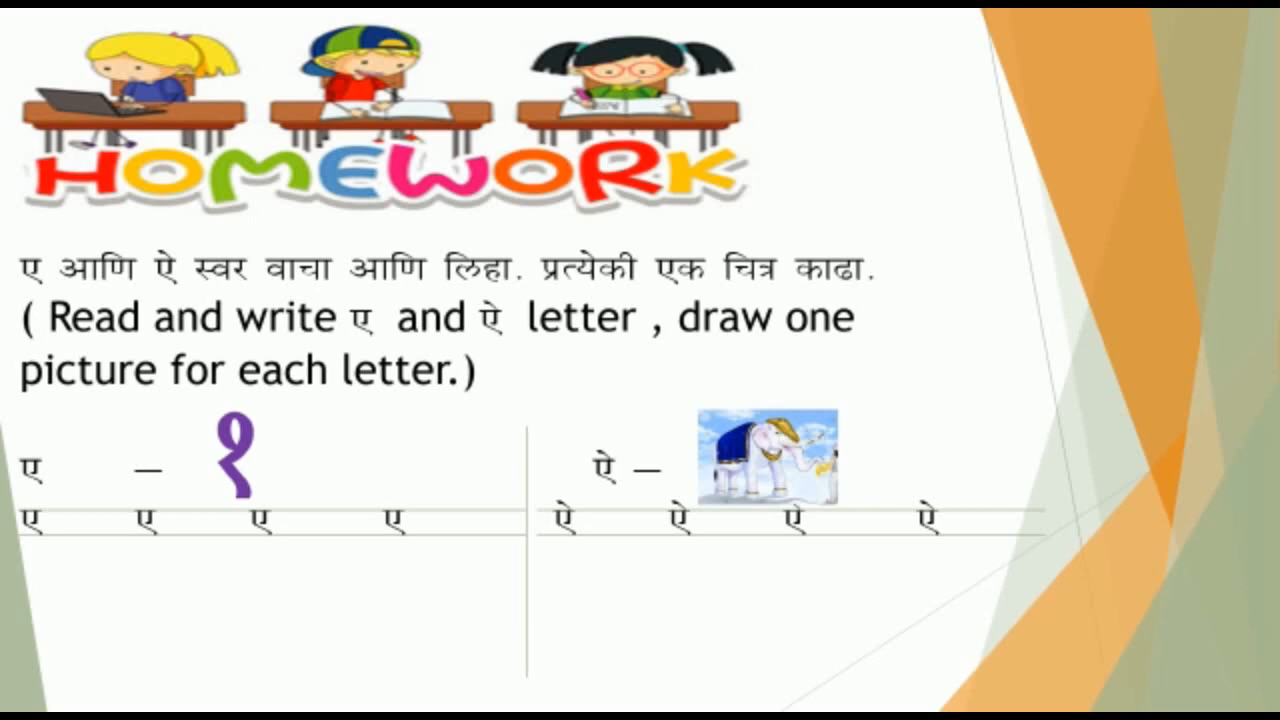 HOMEWORK
ए आणि ऐ स्वर वाचा आणि लिहा. प्रत्येकी एक चित्र काढा.
( Read and write ए and ऐ letter , draw one
picture for each letter.)
ए – १
ऐ –
ए ए ए ए
ऐ ऐ ऐ ऐ